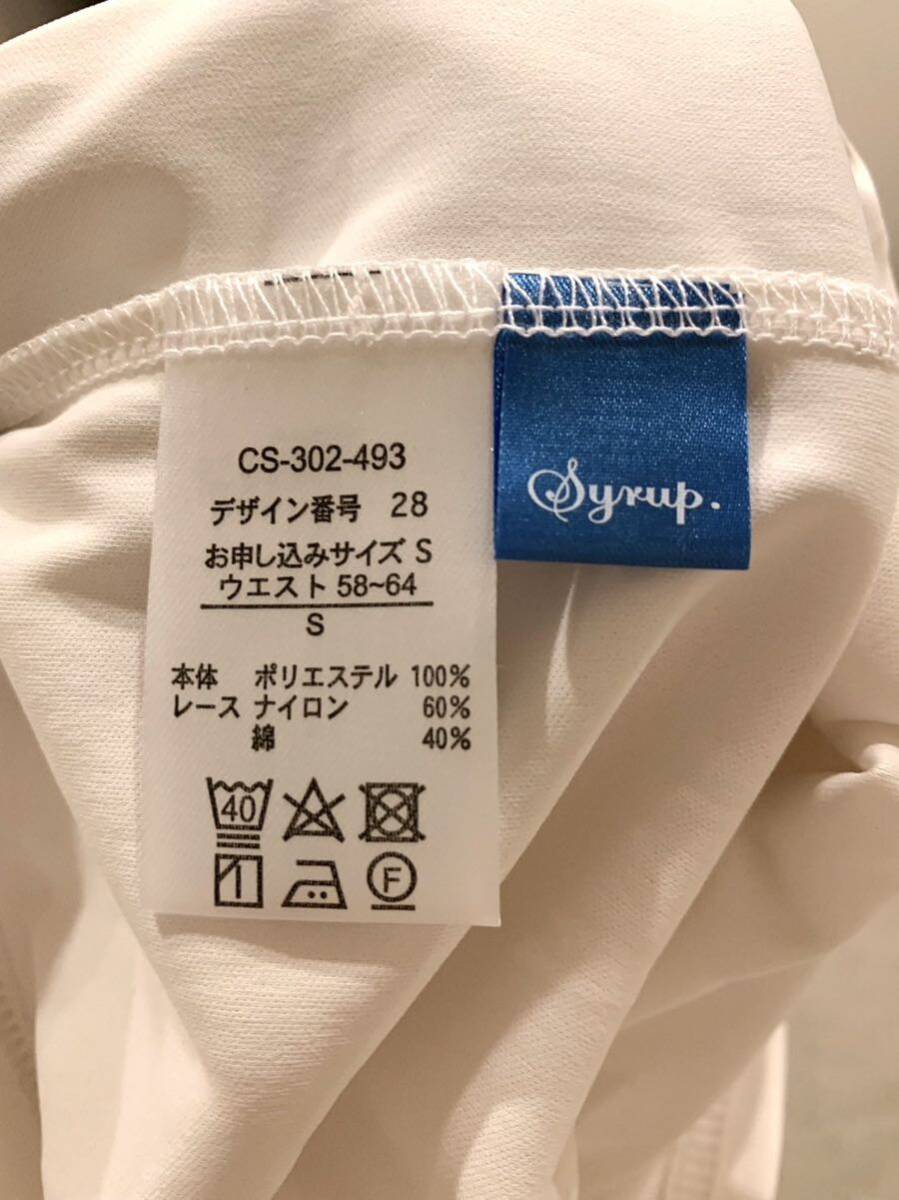 CS-302-493
デザイン番号 28
お申し込みサイズ S
ウエスト 58~64
S
本体 ポリエステル 100%
レース ナイロン 60%
綿 40%
40
F
Syrup.